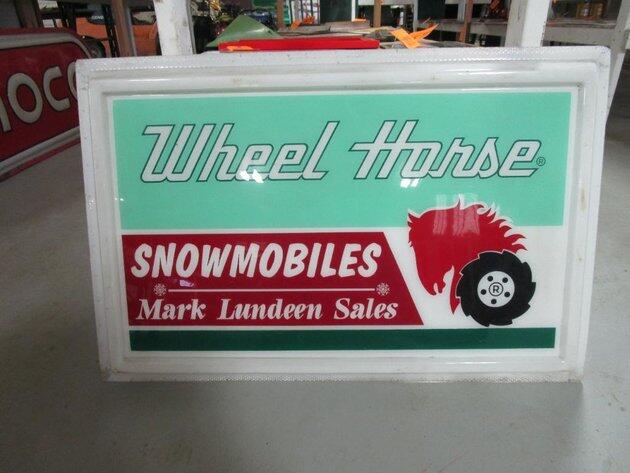 Wheel Horse®
SNOWMOBILES
Mark Lundeen Sales
®